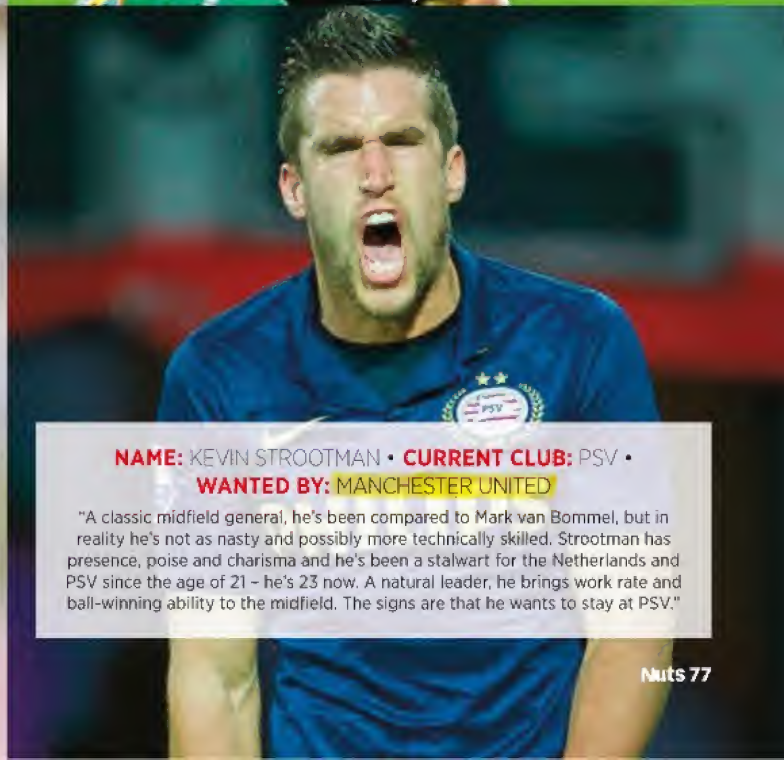 PSV
NAME: KEVIN STROOTMAN • CURRENT CLUB: PSV •
WANTED BY: MANCHESTER UNITED
"A classic midfield general, he's been compared to Mark van Bommel, but in
reality he's not as nasty and possibly more technically skilled. Strootman has
presence, poise and charisma and he's been a stalwart for the Netherlands and
PSV since the age of 21 – he's 23 now. A natural leader, he brings work rate and
ball-winning ability to the midfield. The signs are that he wants to stay at PSV."
Nuts 77